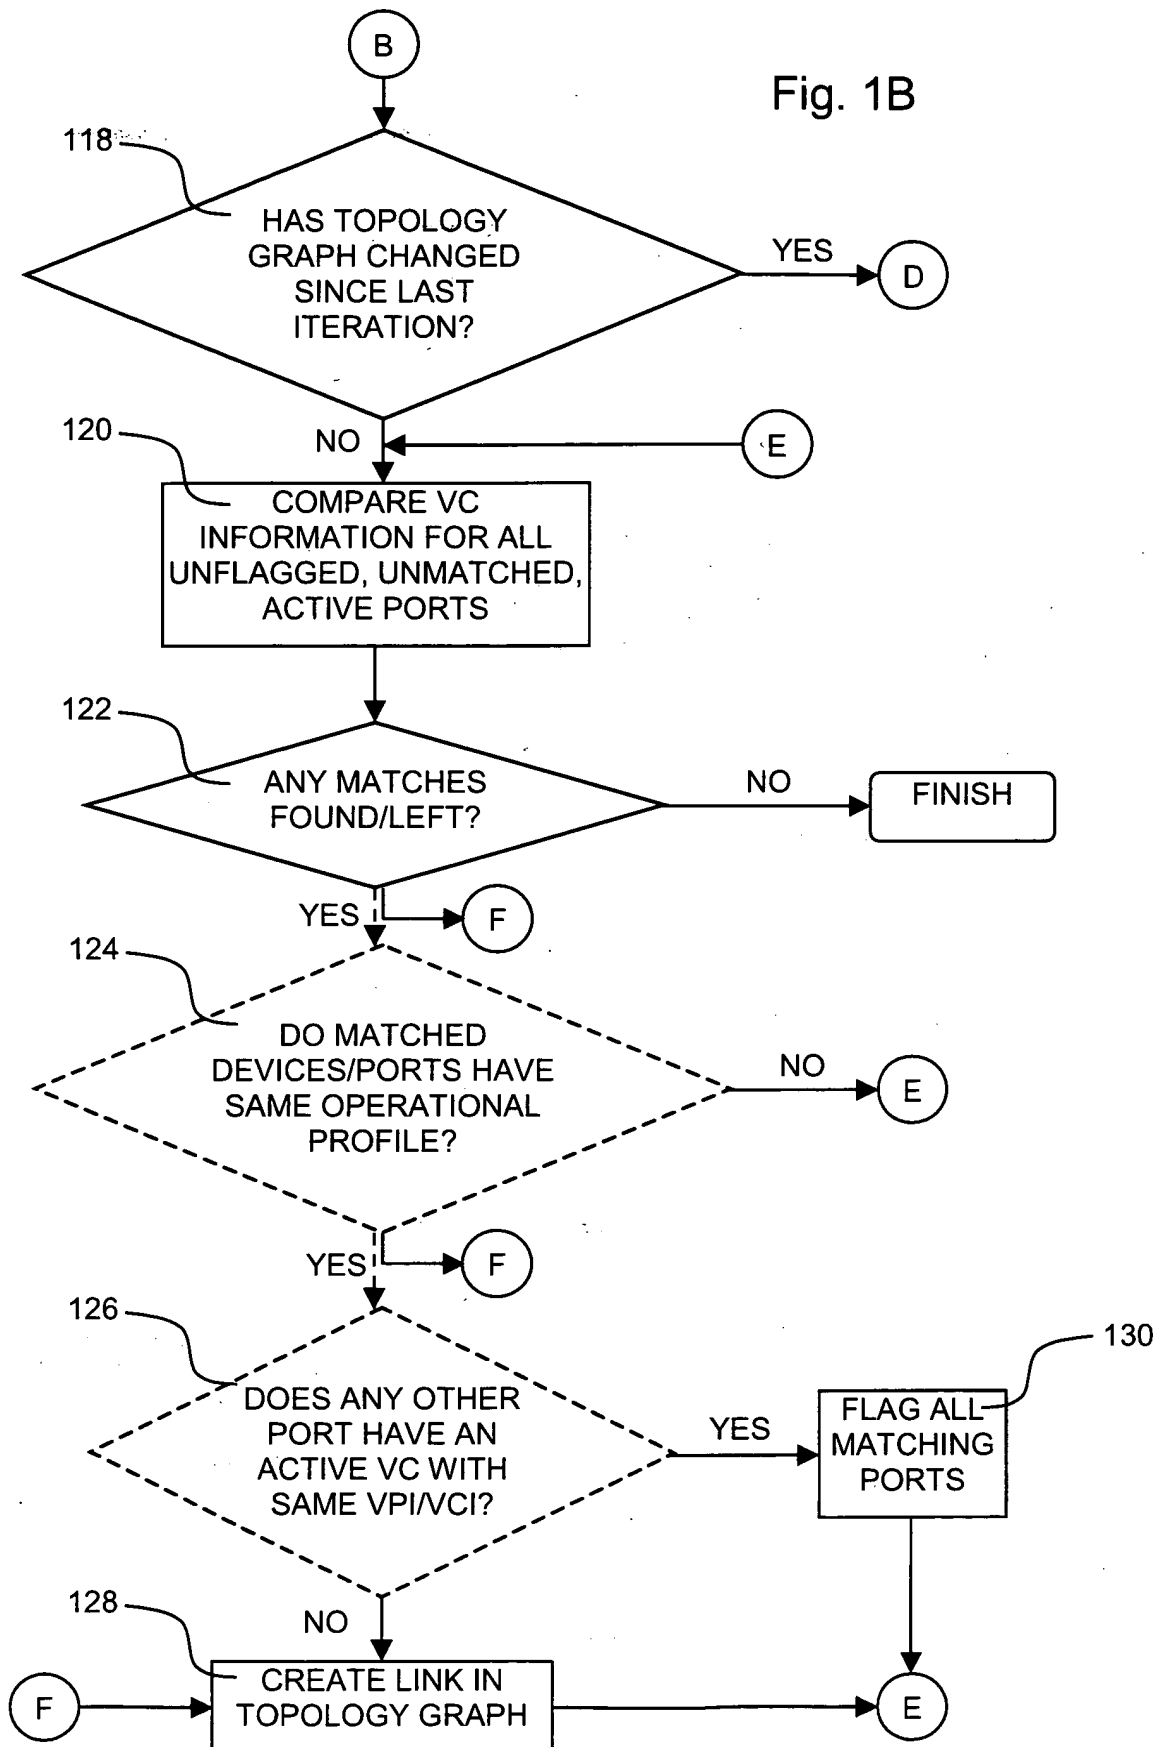 B
Fig. 1B
118
HAS TOPOLOGY
GRAPH CHANGED
SINCE LAST
ITERATION?
YES
D
NO
E
120
COMPARE VC
INFORMATION FOR ALL
UNFLAGGED, UNMATCHED,
ACTIVE PORTS
122
ANY MATCHES
FOUND/LEFT?
NO
FINISH
YES
F
124
DO MATCHED
DEVICES/PORTS HAVE
SAME OPERATIONAL
PROFILE?
NO
E
YES
F
126
DOES ANY OTHER
PORT HAVE AN
ACTIVE VC WITH
SAME VPI/VCI?
YES
130
FLAG ALL
MATCHING
PORTS
NO
128
F
CREATE LINK IN
TOPOLOGY GRAPH
E